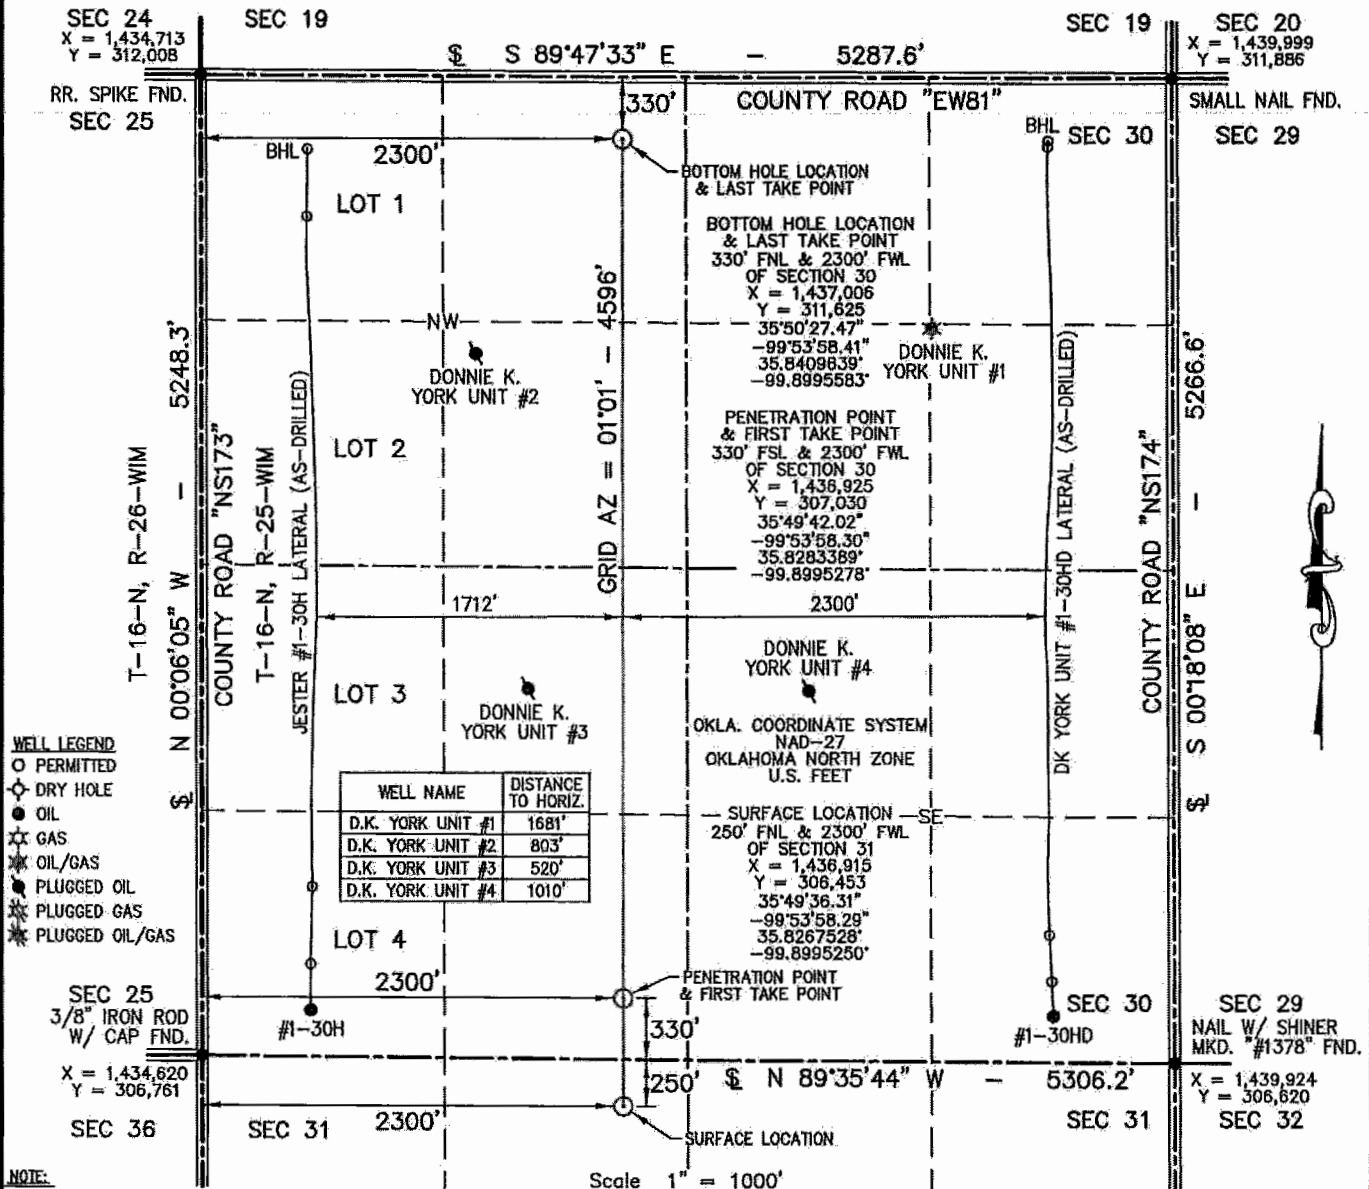 SEC 24
X = 1,434,713
Y = 312,008
SEC 19
SEC 19
SEC 20
X = 1,439,999
Y = 311,886
S 89°47'33" E - 5287.6'
RR. SPIKE FND.
SEC 25
330'
COUNTY ROAD "EW81"
SMALL NAIL FND.
BHL
2300'
BHL
SEC 30
SEC 29
BOTTOM HOLE LOCATION
& LAST TAKE POINT
LOT 1
BOTTOM HOLE LOCATION
& LAST TAKE POINT
330' FNL & 2300' FWL
OF SECTION 30
X = 1,437,006
Y = 311,625
35°50'27.47"
-99°53'58.41"
35.8409639°
-99.8995583°
NW
DONNIE K.
YORK UNIT #2
DONNIE K.
YORK UNIT #1
PENETRATION POINT
& FIRST TAKE POINT
330' FSL & 2300' FWL
OF SECTION 30
X = 1,436,925
Y = 307,030
35°49'42.02"
-99°53'58.30"
35.8283389°
-99.8995278°
LOT 2
T-16-N, R-26-WIM
N 00°06'05" W - 5248.3'
COUNTY ROAD "NS173"
T-16-N, R-25-WIM
JESTER #1-30H LATERAL (AS-DRILLED)
GRID AZ = 01°01' - 4596'
DK YORK UNIT #1-30HD LATERAL (AS-DRILLED)
COUNTY ROAD "NS174"
S 00°18'08" E - 5266.6'
1712'
2300'
LOT 3
DONNIE K.
YORK UNIT #3
DONNIE K.
YORK UNIT #4
OKLA. COORDINATE SYSTEM
NAD-27
OKLAHOMA NORTH ZONE
U.S. FEET
WELL LEGEND
PERMITTED
DRY HOLE
OIL
GAS
OIL/GAS
PLUGGED OIL
PLUGGED GAS
PLUGGED OIL/GAS
WELL NAME DISTANCE TO HORIZ.
D.K. YORK UNIT #1 1681'
D.K. YORK UNIT #2 803'
D.K. YORK UNIT #3 520'
D.K. YORK UNIT #4 1010'
SE
SURFACE LOCATION
250' FNL & 2300' FWL
OF SECTION 31
X = 1,436,915
Y = 306,453
35°49'36.31"
-99°53'58.29"
35.8267528°
-99.8995250°
LOT 4
2300'
PENETRATION POINT
& FIRST TAKE POINT
SEC 25
3/8" IRON ROD
W/ CAP FND.
#1-30H
330'
SEC 30
#1-30HD
SEC 29
NAIL W/ SHINER
MKD. "#1378" FND.
X = 1,434,620
Y = 306,761
250'
N 89°35'44" W - 5306.2'
X = 1,439,924
Y = 306,620
SEC 36
SEC 31
2300'
SURFACE LOCATION
SEC 31
SEC 32
NOTE:
Scale 1" = 1000'